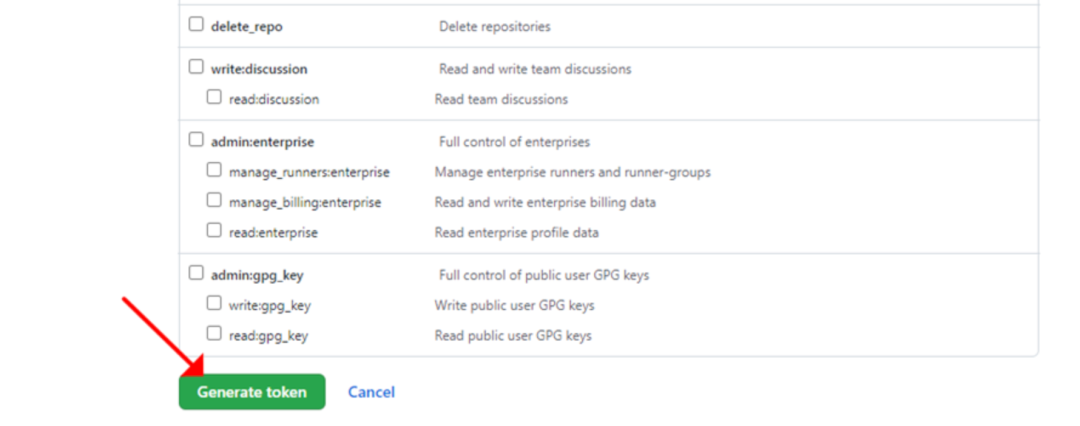 delete_repo Delete repositories
write:discussion Read and write team discussions
read:discussion Read team discussions
admin:enterprise Full control of enterprises
manage_runners:enterprise Manage enterprise runners and runner-groups
manage_billing:enterprise Read and write enterprise billing data
read:enterprise Read enterprise profile data
admin:gpg_key Full control of public user GPG keys
write:gpg_key Write public user GPG keys
read:gpg_key Read public user GPG keys
Generate token Cancel